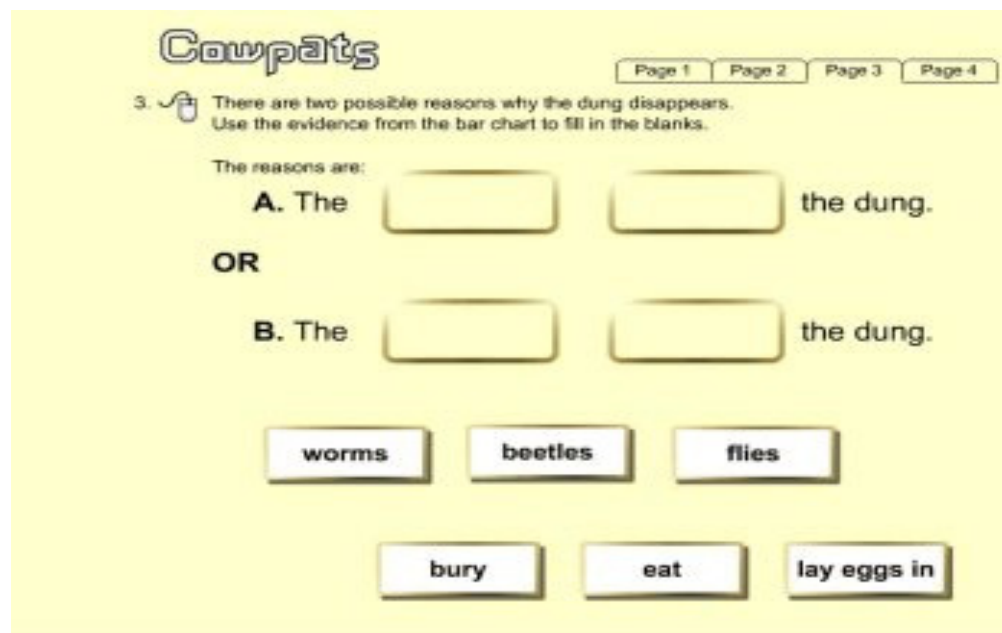 Cowpats
Page 1 Page 2 Page 3 Page 4
3. There are two possible reasons why the dung disappears.
Use the evidence from the bar chart to fill in the blanks.
The reasons are:
A. The the dung.
OR
B. The the dung.
worms beetles flies
bury eat lay eggs in